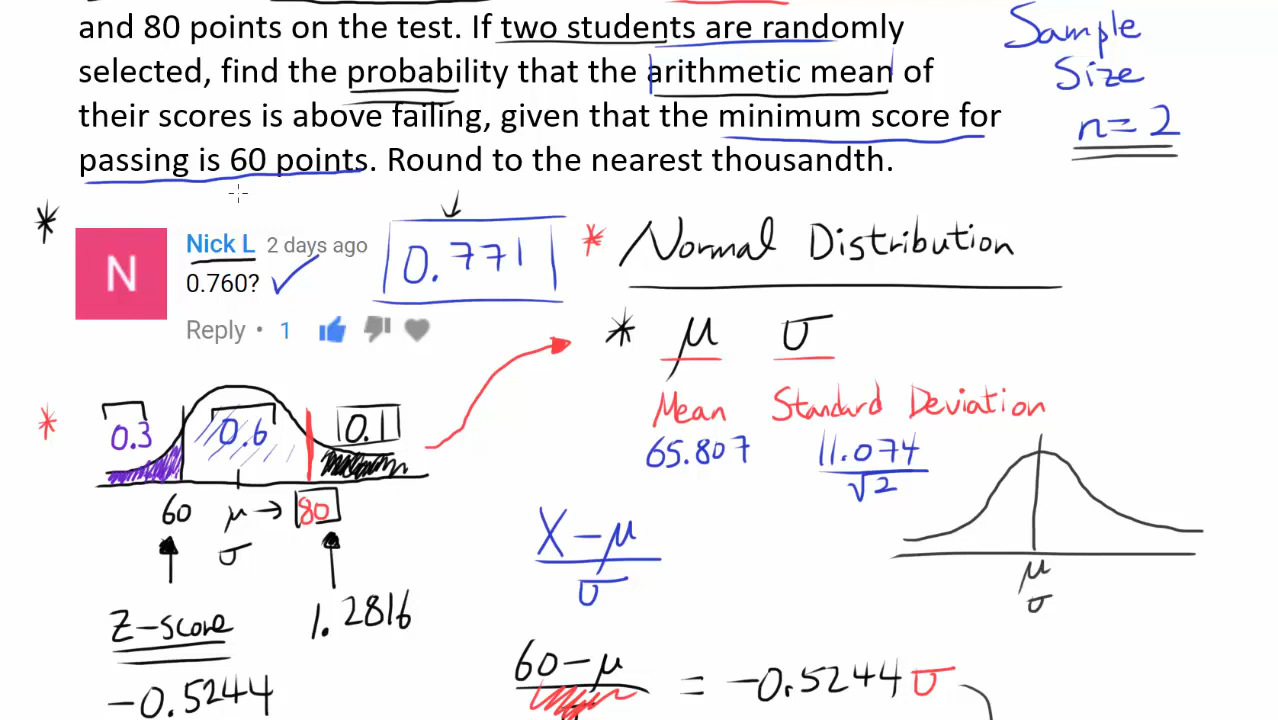 and 80 points on the test. If two students are randomly
selected, find the probability that the arithmetic mean of
their scores is above failing, given that the minimum score for
passing is 60 points. Round to the nearest thousandth.
Sample
Size
n=2
*
N
Nick L 2 days ago
0.760? ✓
Reply • 1
0.771
* Normal Distribution
* μ σ
Mean Standard Deviation
65.807 11.074
√2
*
0.3 0.6 0.1
60 μ → 80
σ
Z-score
-0.5244
1.2816
X-μ
σ
μ
σ
60-μ
= -0.5244σ